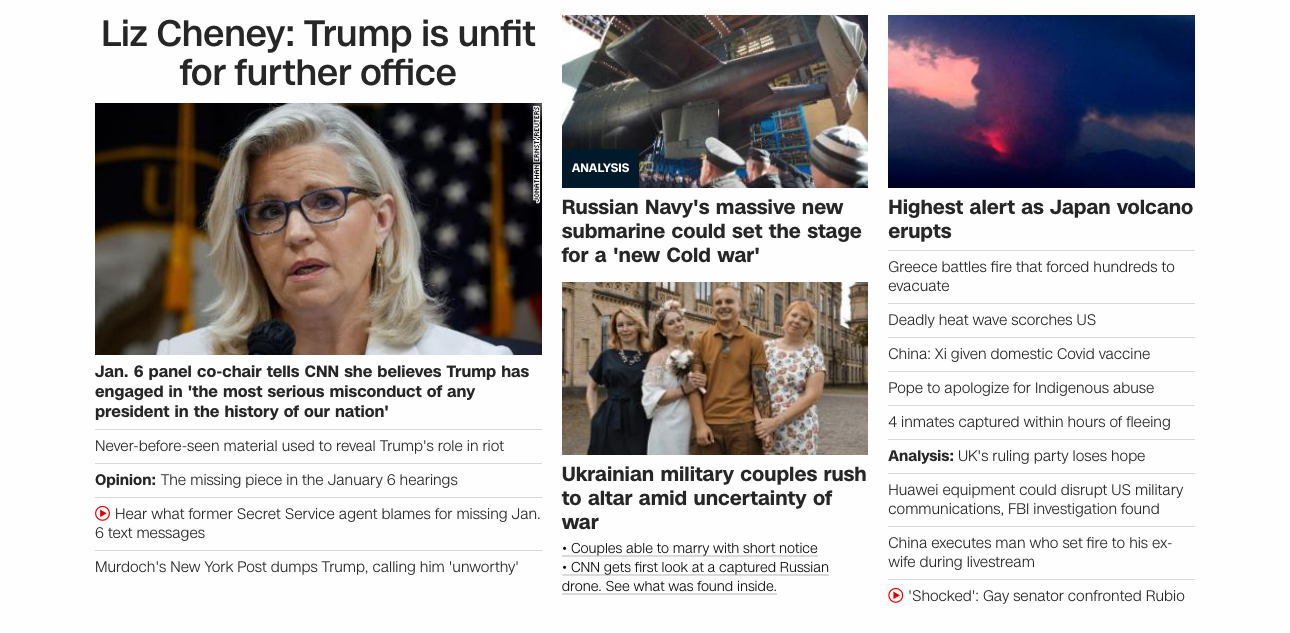 Liz Cheney: Trump is unfit
for further office
JONATHAN ERNST/REUTERS
Jan. 6 panel co-chair tells CNN she believes Trump has
engaged in 'the most serious misconduct of any
president in the history of our nation'
Never-before-seen material used to reveal Trump's role in riot
Opinion: The missing piece in the January 6 hearings
Hear what former Secret Service agent blames for missing Jan.
6 text messages
Murdoch's New York Post dumps Trump, calling him 'unworthy'
ANALYSIS
Russian Navy's massive new
submarine could set the stage
for a 'new Cold war'
Ukrainian military couples rush
to altar amid uncertainty of
war
• Couples able to marry with short notice
• CNN gets first look at a captured Russian
drone. See what was found inside.
Highest alert as Japan volcano
erupts
Greece battles fire that forced hundreds to
evacuate
Deadly heat wave scorches US
China: Xi given domestic Covid vaccine
Pope to apologize for Indigenous abuse
4 inmates captured within hours of fleeing
Analysis: UK's ruling party loses hope
Huawei equipment could disrupt US military
communications, FBI investigation found
China executes man who set fire to his ex-
wife during livestream
'Shocked': Gay senator confronted Rubio